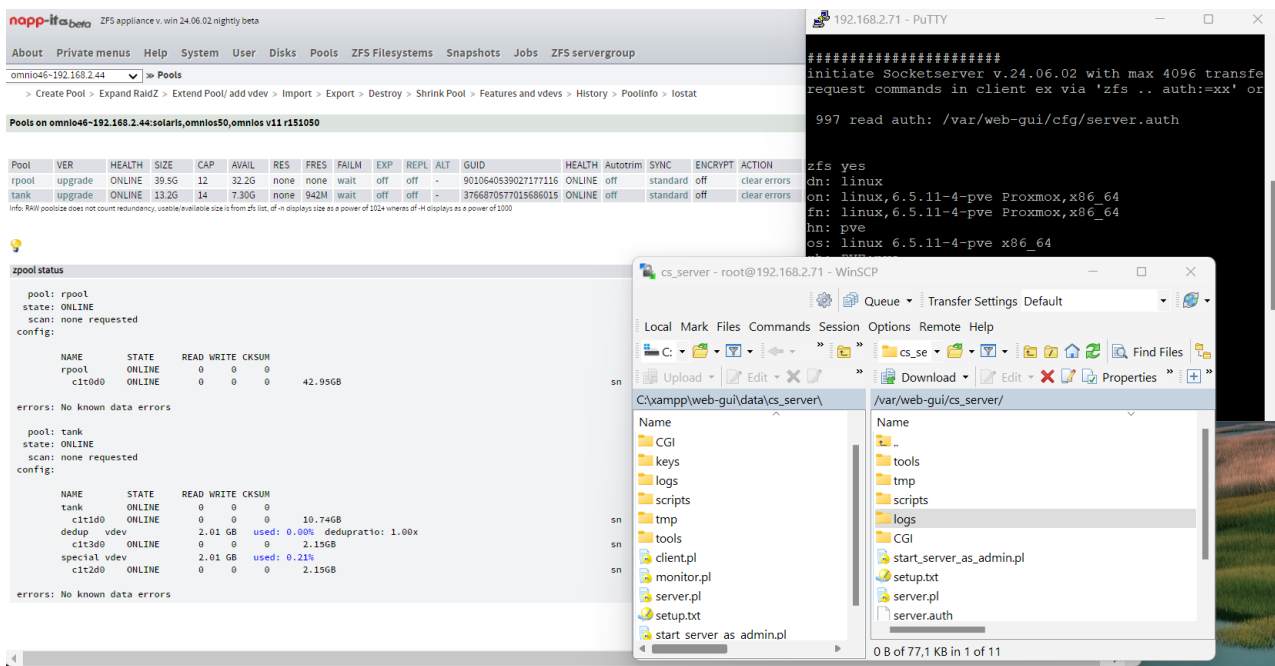 napp-it cs beta ZFS appliance v. win 24.06.02 nightly beta
About Private menus Help System User Disks Pools ZFS Filesystems Snapshots Jobs ZFS servergroup
omnio46~192.168.2.44 >> Pools
> Create Pool > Expand RaidZ > Extend Pool/ add vdev > Import > Export > Destroy > Shrink Pool > Features and vdevs > History > Poolinfo > Iostat
Pools on omnio46~192.168.2.44:solaris,omnios50,omnios v11 r151050
Pool VER HEALTH SIZE CAP AVAIL RES FRES FAILM EXP REPL ALT GUID HEALTH Autotrim SYNC ENCRYPT ACTION
rpool upgrade ONLINE 39.5G 12 32.2G none none wait off off - 9010640539027177116 ONLINE off standard off clear errors
tank upgrade ONLINE 13.2G 14 7.30G none 942M wait off off - 3766870577015686015 ONLINE off standard off clear errors
Info: RAW poolsize does not count redundancy, usable/available size is from zfs list, df -h displays size as a power of 1024 wheras df -H displays as a power of 1000
zpool status
pool: rpool
state: ONLINE
scan: none requested
config:
NAME STATE READ WRITE CKSUM
rpool ONLINE 0 0 0
c1t0d0 ONLINE 0 0 0 42.95GB sn
errors: No known data errors
pool: tank
state: ONLINE
scan: none requested
config:
NAME STATE READ WRITE CKSUM
tank ONLINE 0 0 0
c1t1d0 ONLINE 0 0 0 10.74GB sn
dedup vdev 2.01 GB used: 0.00% dedupratio: 1.00x
c1t3d0 ONLINE 0 0 0 2.15GB sn
special vdev 2.01 GB used: 0.21%
c1t2d0 ONLINE 0 0 0 2.15GB sn
errors: No known data errors
192.168.2.71 - PuTTY
#######################
initiate Socketserver v.24.06.02 with max 4096 transfe
request commands in client ex via 'zfs .. auth:=xx' or
997 read auth: /var/web-gui/cfg/server.auth
zfs yes
dn: linux
on: linux,6.5.11-4-pve Proxmox,x86_64
fn: linux,6.5.11-4-pve Proxmox,x86_64
hn: pve
os: linux 6.5.11-4-pve x86_64
cs_server - root@192.168.2.71 - WinSCP
Queue Transfer Settings Default
Local Mark Files Commands Session Options Remote Help
C: cs_se Find Files
Upload Edit Download Edit Properties
C:\xampp\web-gui\data\cs_server\
Name
CGI
keys
logs
scripts
tmp
tools
client.pl
monitor.pl
server.pl
setup.txt
start_server_as_admin.pl
/var/web-gui/cs_server/
Name
..
tools
tmp
scripts
logs
CGI
start_server_as_admin.pl
setup.txt
server.pl
server.auth
0 B of 77,1 KB in 1 of 11